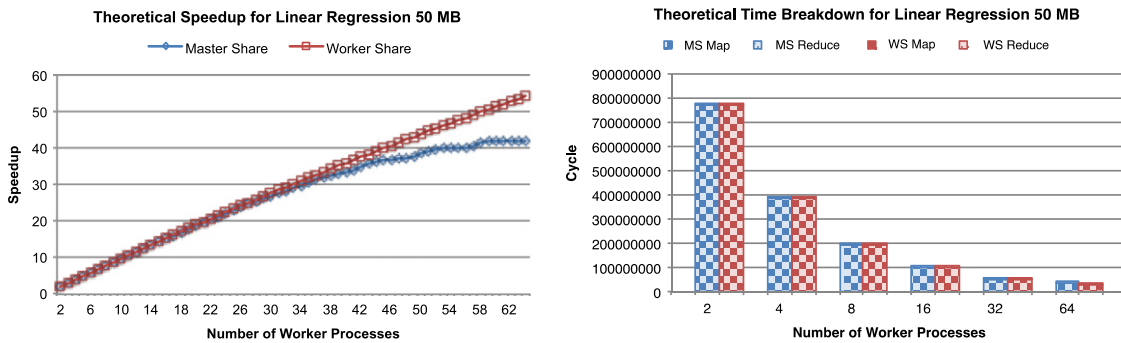 Theoretical Speedup for Linear Regression 50 MB
Master Share Worker Share
60
50
40
30
20
10
0
Speedup
2 6 10 14 18 22 26 30 34 38 42 46 50 54 58 62
Number of Worker Processes
Theoretical Time Breakdown for Linear Regression 50 MB
MS Map MS Reduce WS Map WS Reduce
900000000
800000000
700000000
600000000
500000000
400000000
300000000
200000000
100000000
0
Cycle
2 4 8 16 32 64
Number of Worker Processes